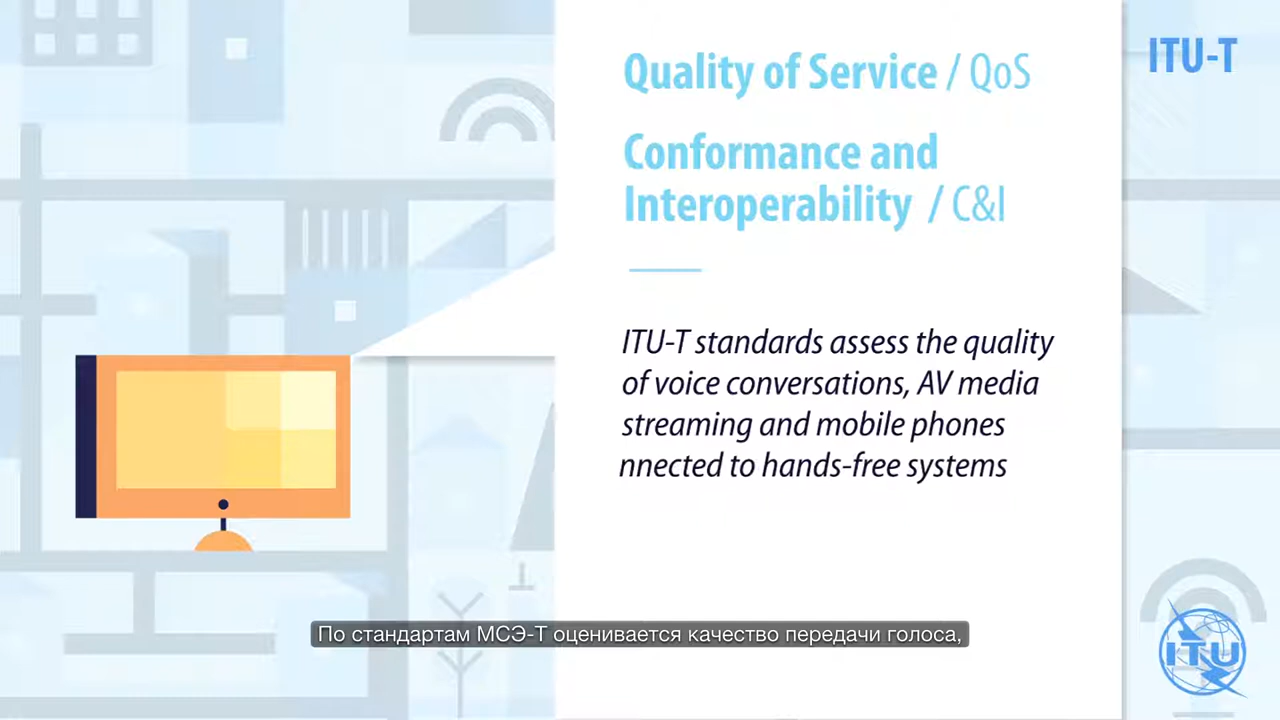 ITU-T
Quality of Service / QoS
Conformance and
Interoperability / C&I
ITU-T standards assess the quality
of voice conversations, AV media
streaming and mobile phones
nnected to hands-free systems
По стандартам МСЭ-Т оценивается качество передачи голоса,
ITU